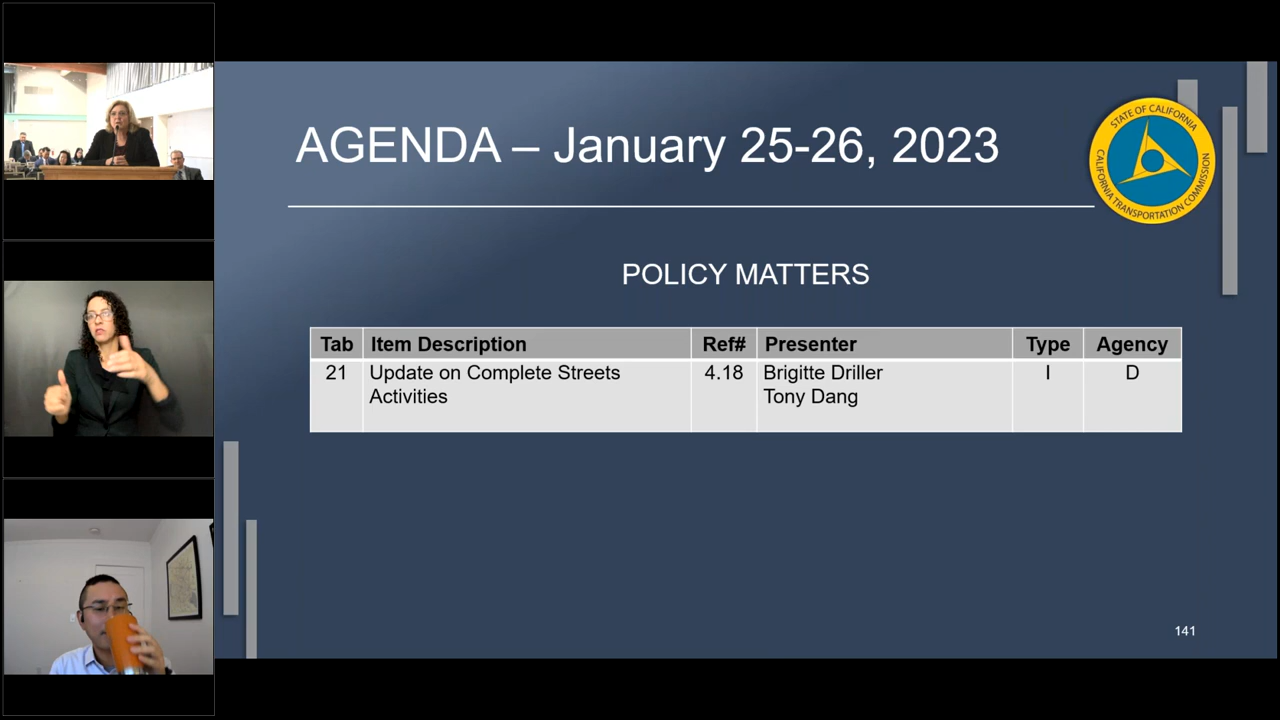 AGENDA – January 25-26, 2023
STATE OF CALIFORNIA
CALIFORNIA TRANSPORTATION COMMISSION
POLICY MATTERS
Tab Item Description Ref# Presenter Type Agency
21 Update on Complete Streets 4.18 Brigitte Driller I D
Activities Tony Dang
141